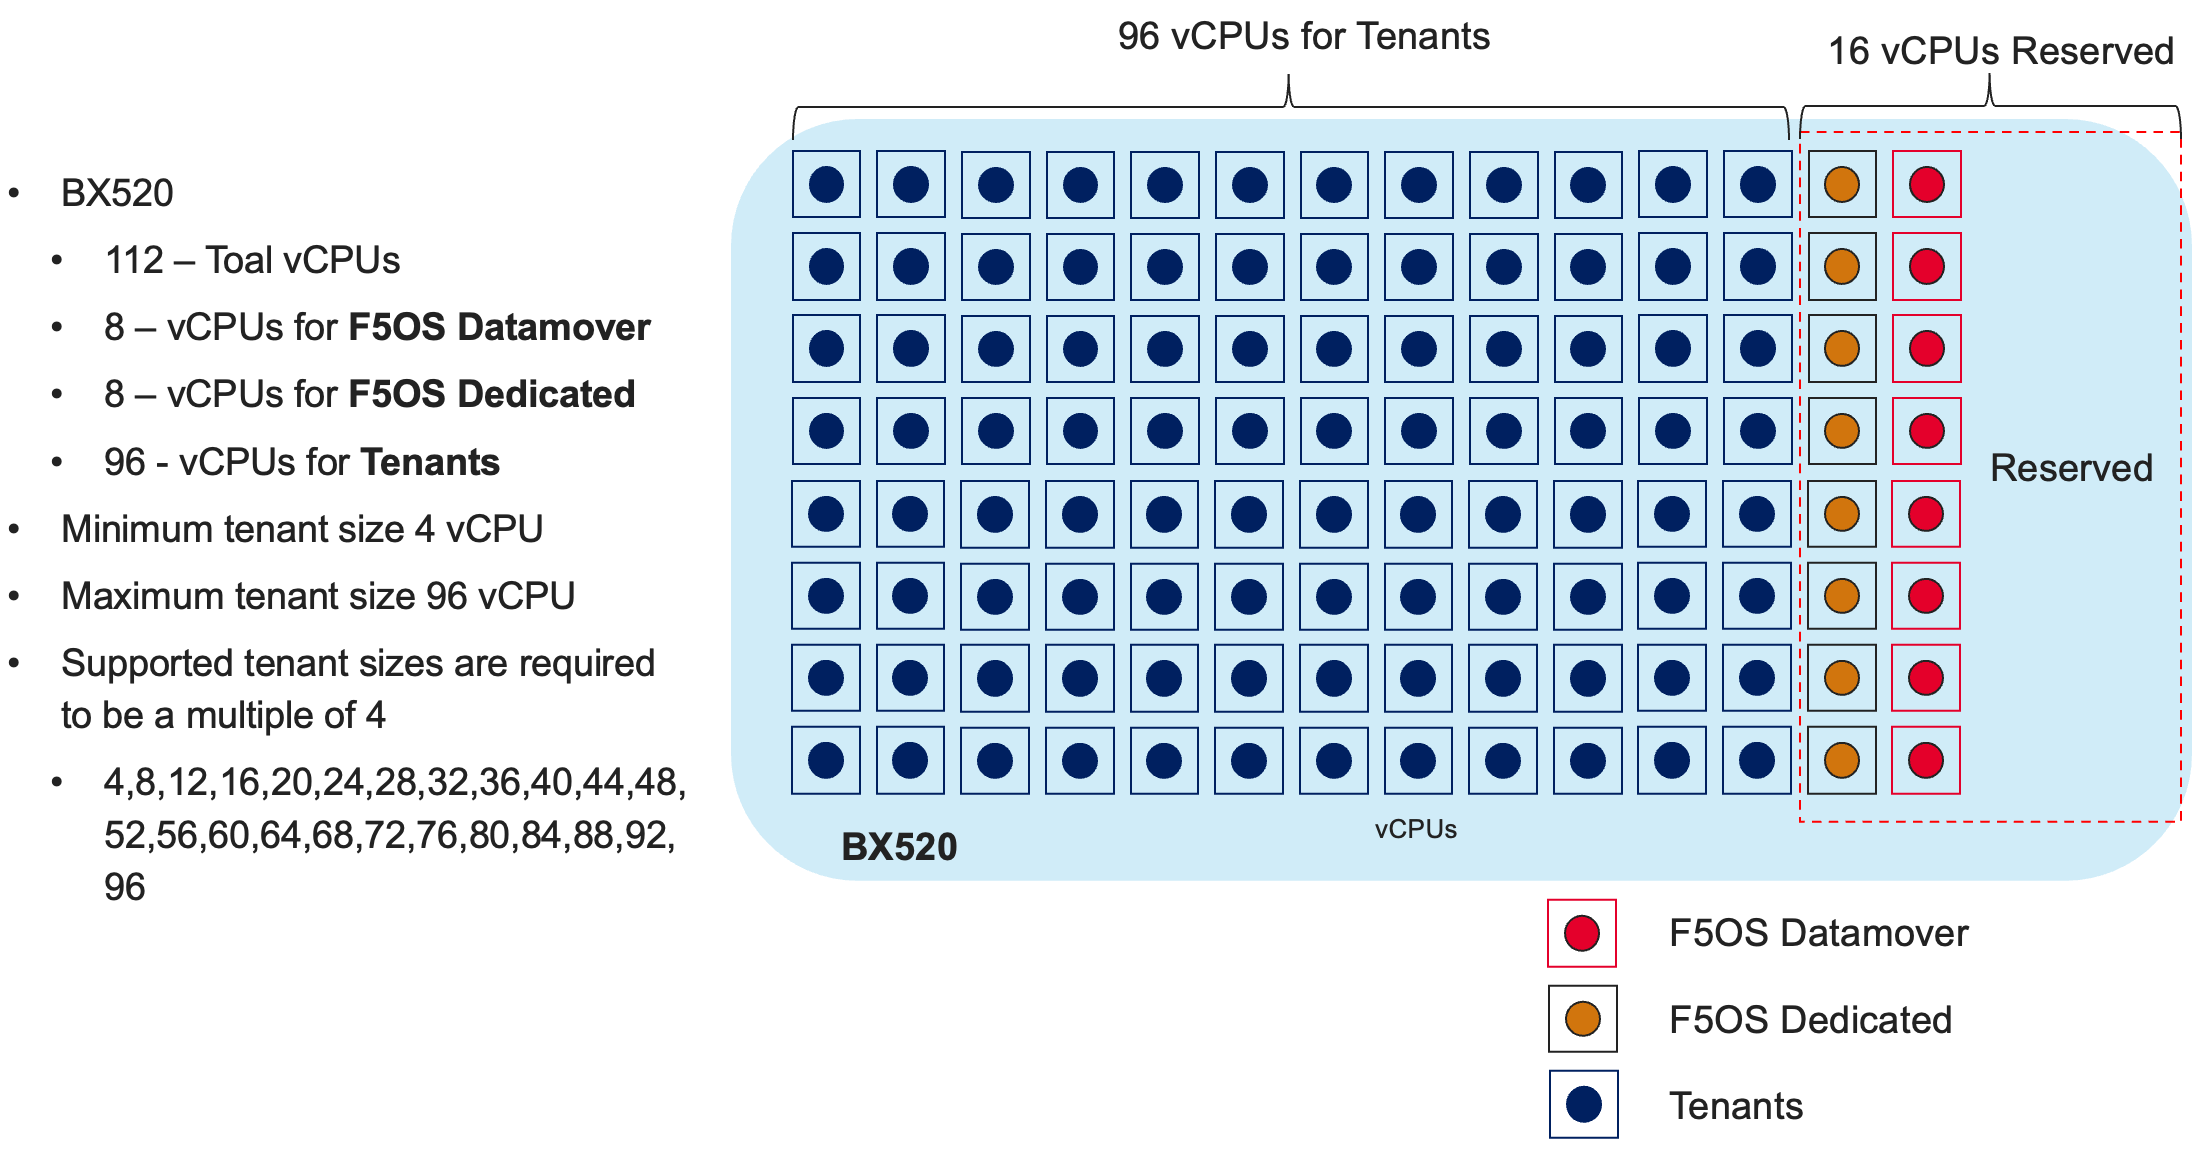 96 vCPUs for Tenants
16 vCPUs Reserved
• BX520
• 112 – Toal vCPUs
• 8 – vCPUs for F5OS Datamover
• 8 – vCPUs for F5OS Dedicated
• 96 - vCPUs for Tenants
• Minimum tenant size 4 vCPU
• Maximum tenant size 96 vCPU
• Supported tenant sizes are required
to be a multiple of 4
• 4,8,12,16,20,24,28,32,36,40,44,48,
52,56,60,64,68,72,76,80,84,88,92,
96
Reserved
vCPUs
BX520
F5OS Datamover
F5OS Dedicated
Tenants